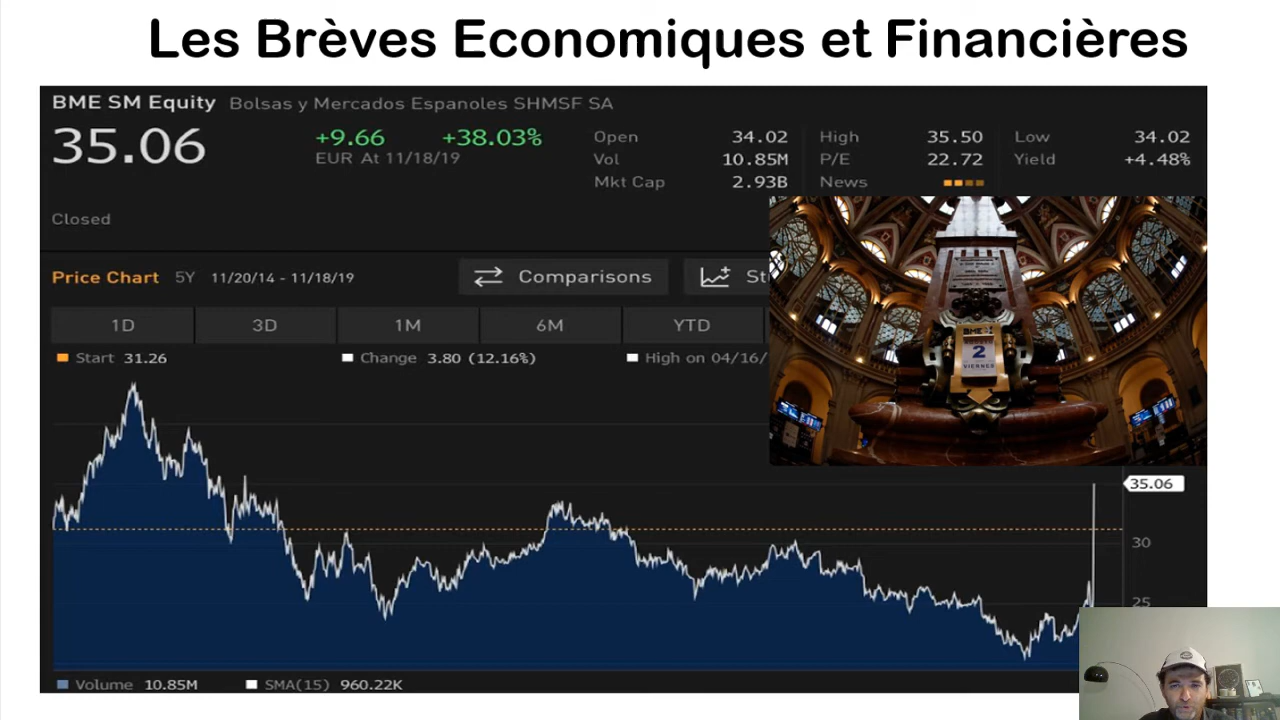 Les Brèves Economiques et Financières
BME SM Equity Bolsas y Mercados Espanoles SHMSF SA
35.06 +9.66 +38.03%
EUR At 11/18/19
Open 34.02 High 35.50 Low 34.02
Vol 10.85M P/E 22.72 Yield +4.48%
Mkt Cap 2.93B News
Closed
Price Chart 5Y 11/20/14 - 11/18/19 Comparisons
1D 3D 1M 6M YTD
Start 31.26 Change 3.80 (12.16%) High on 04/16/
BME
2
VIERNES
35.06
30
25
Volume 10.85M SMA(15) 960.22K